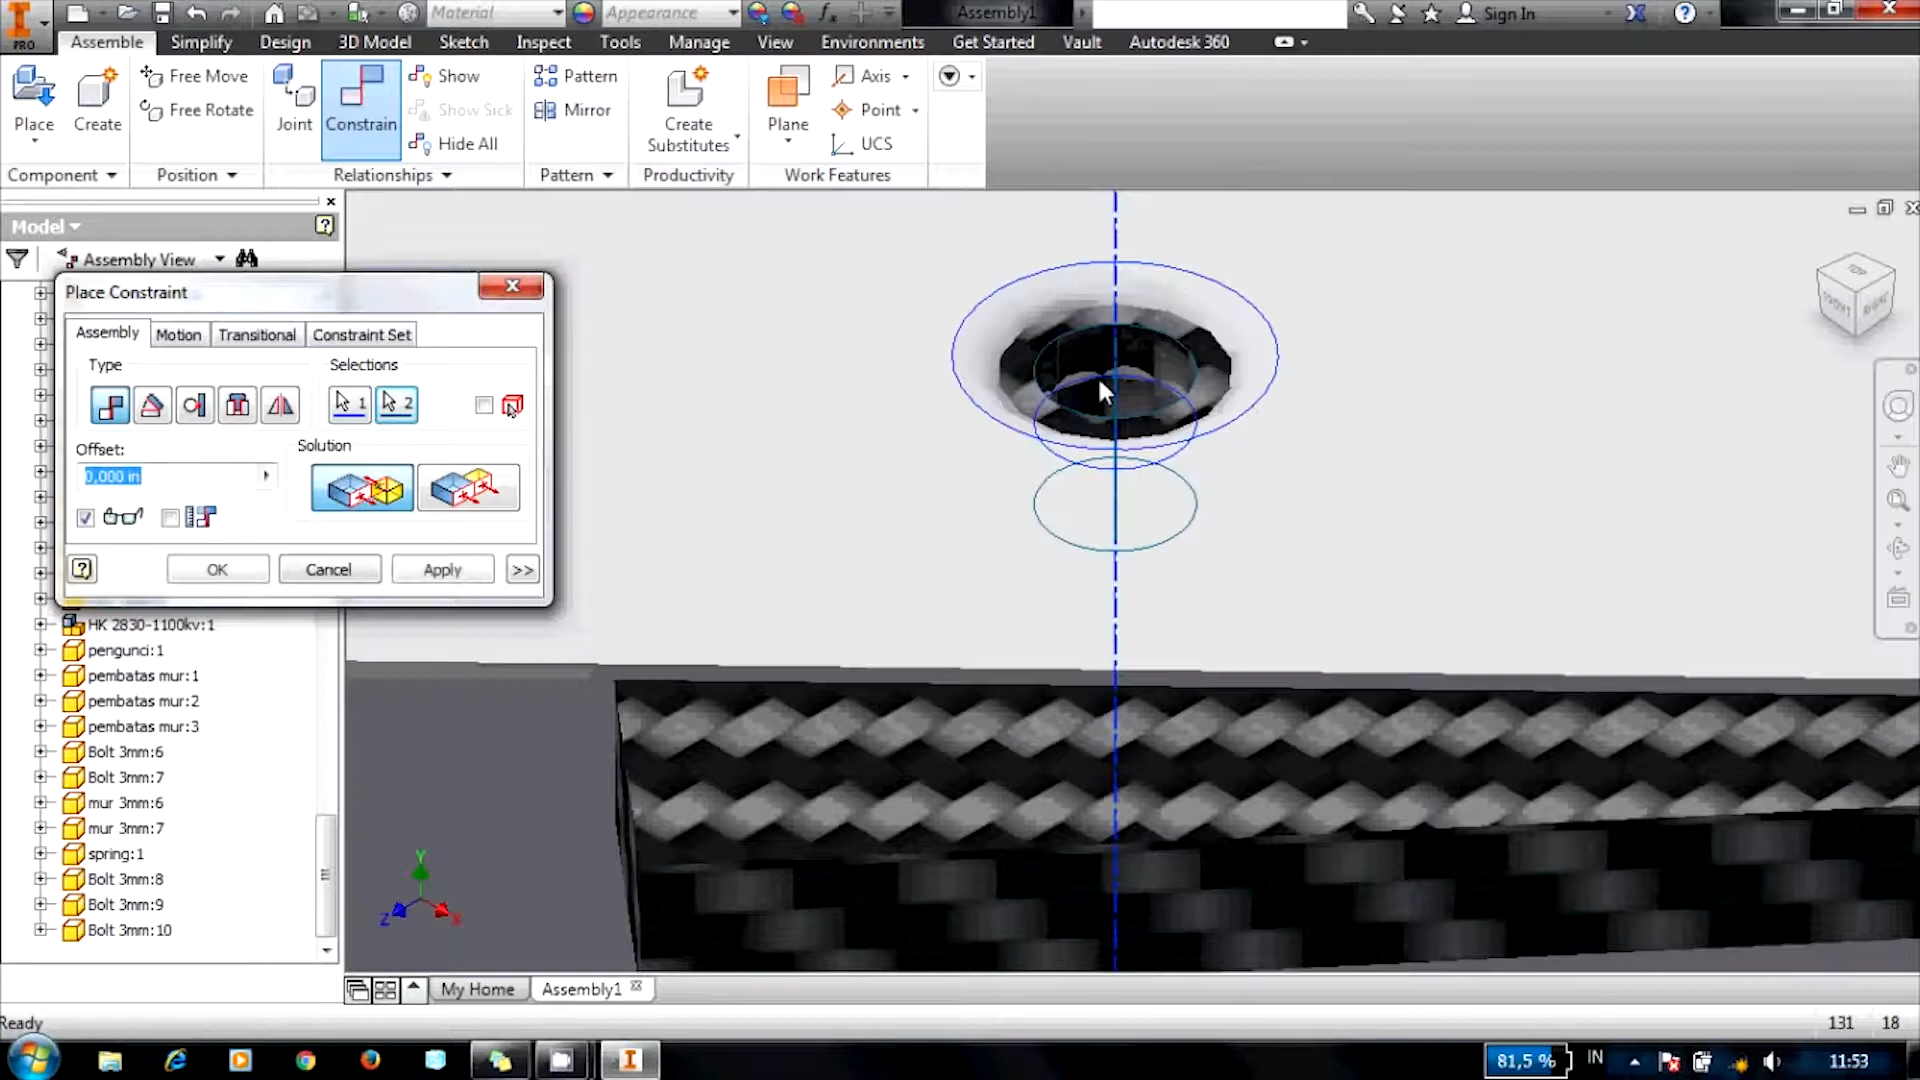 Material
Appearance
fx
Assembly1
Sign In
PRO
Assemble
Simplify
Design
3D Model
Sketch
Inspect
Tools
Manage
View
Environments
Get Started
Vault
Autodesk 360
Place
Create
Free Move
Free Rotate
Joint
Constrain
Show
Show Sick
Hide All
Pattern
Mirror
Create
Substitutes
Plane
Axis
Point
UCS
Component
Position
Relationships
Pattern
Productivity
Work Features
Model
Assembly View
Place Constraint
Assembly
Motion
Transitional
Constraint Set
Type
Selections
1
2
Offset:
0,000 in
Solution
OK
Cancel
Apply
>>
HK 2830-1100kv:1
pengunci:1
pembatas mur:1
pembatas mur:2
pembatas mur:3
Bolt 3mm:6
Bolt 3mm:7
mur 3mm:6
mur 3mm:7
spring:1
Bolt 3mm:8
Bolt 3mm:9
Bolt 3mm:10
TOP
FRONT
RIGHT
Y
Z
X
My Home
Assembly1
Ready
131 18
81,5 %
IN
11:53